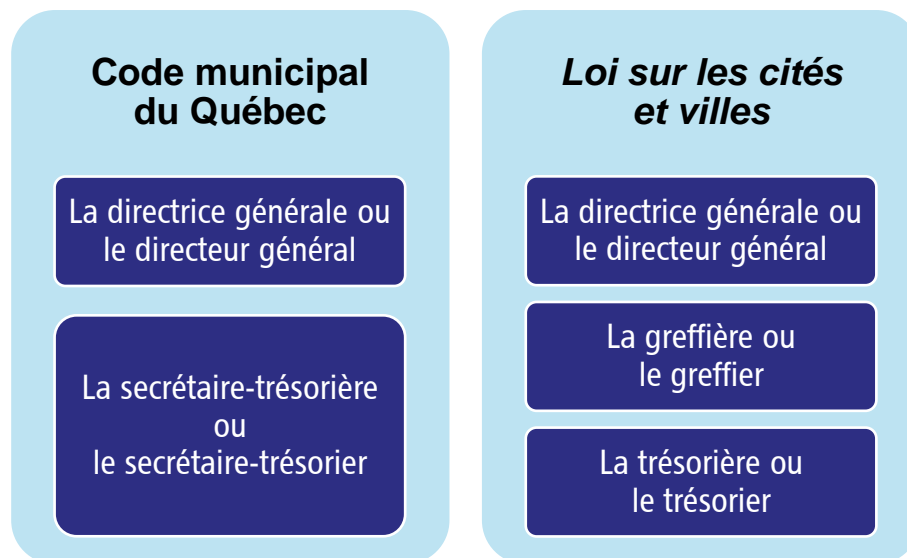 Code municipal
du Québec
La directrice générale ou
le directeur général
La secrétaire-trésorière
ou
le secrétaire-trésorier
Loi sur les cités
et villes
La directrice générale ou
le directeur général
La greffière ou
le greffier
La trésorière ou
le trésorier